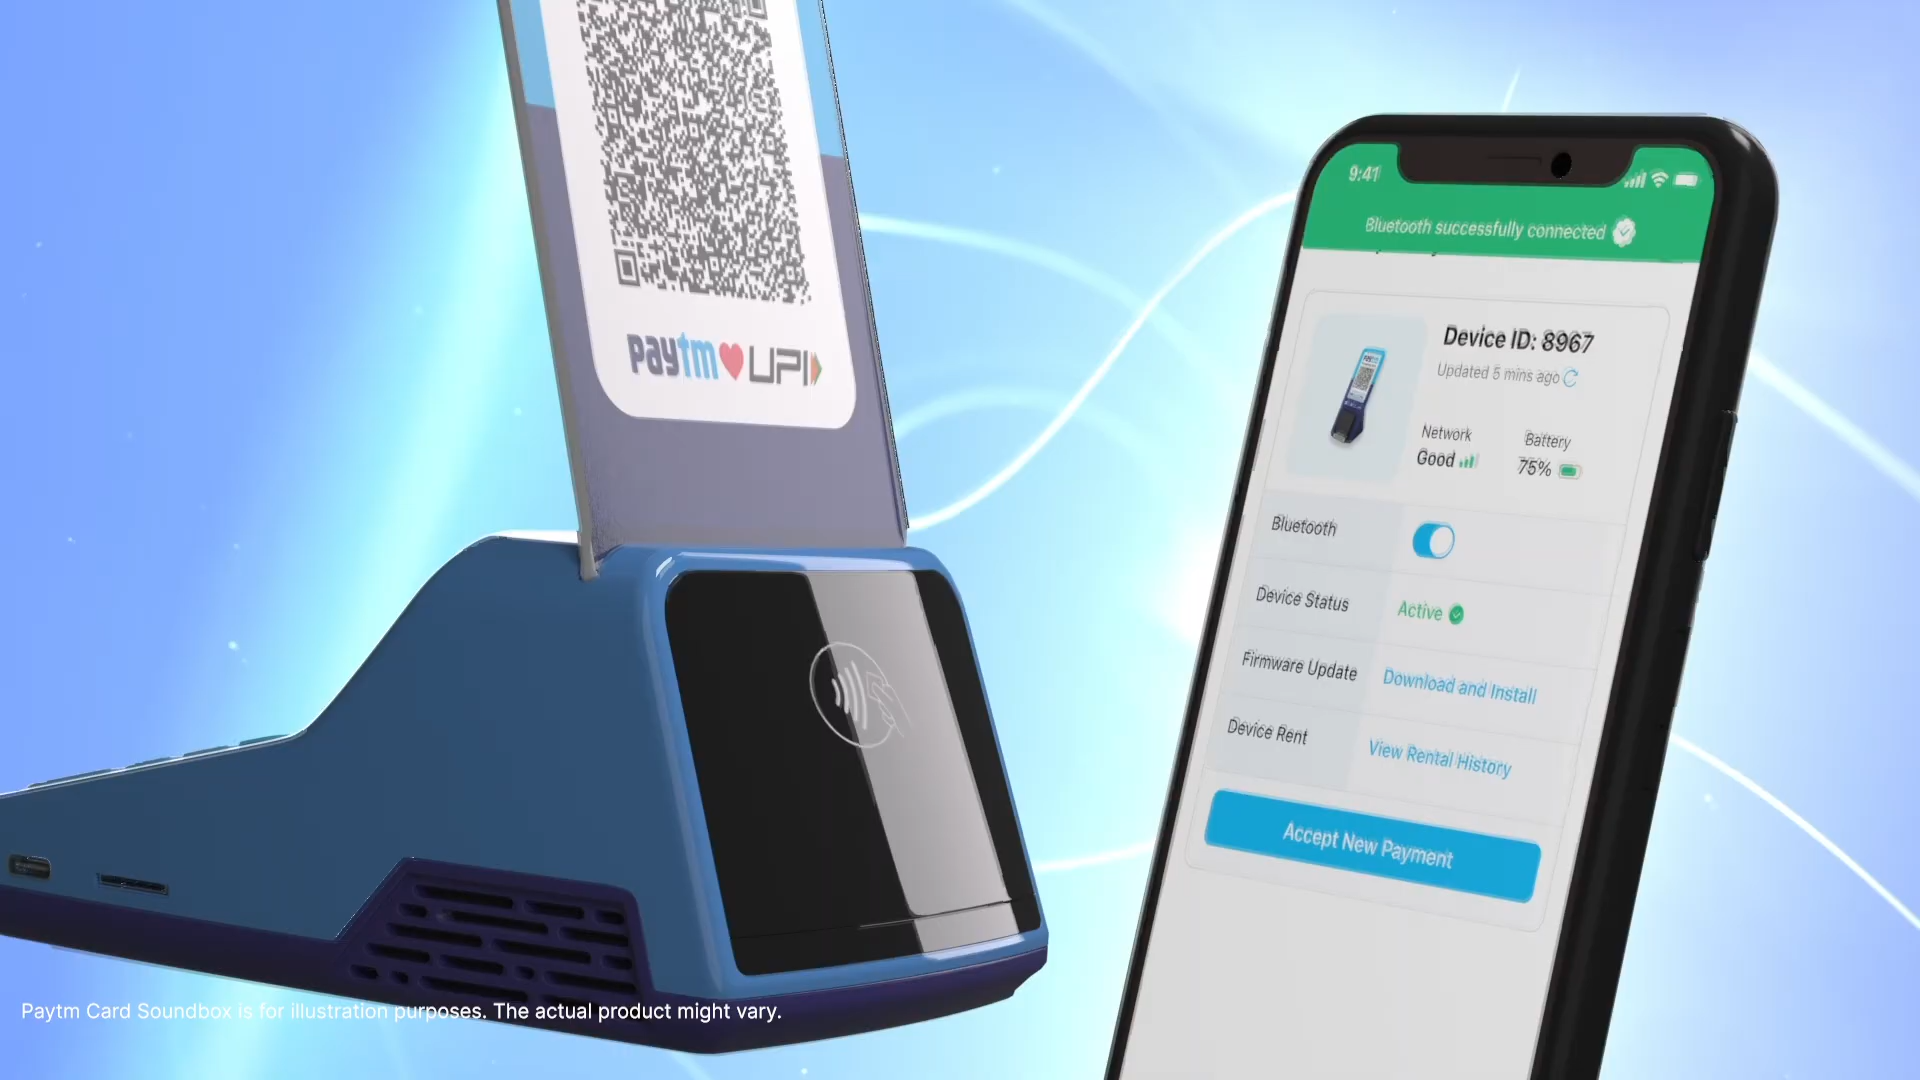 paytm❤️UPI
9:41
Bluetooth successfully connected
Device ID: 8967
Updated 5 mins ago
Network
Good
Battery
75%
Bluetooth
Device Status
Active
Firmware Update
Download and Install
Device Rent
View Rental History
Accept New Payment
Paytm Card Soundbox is for illustration purposes. The actual product might vary.